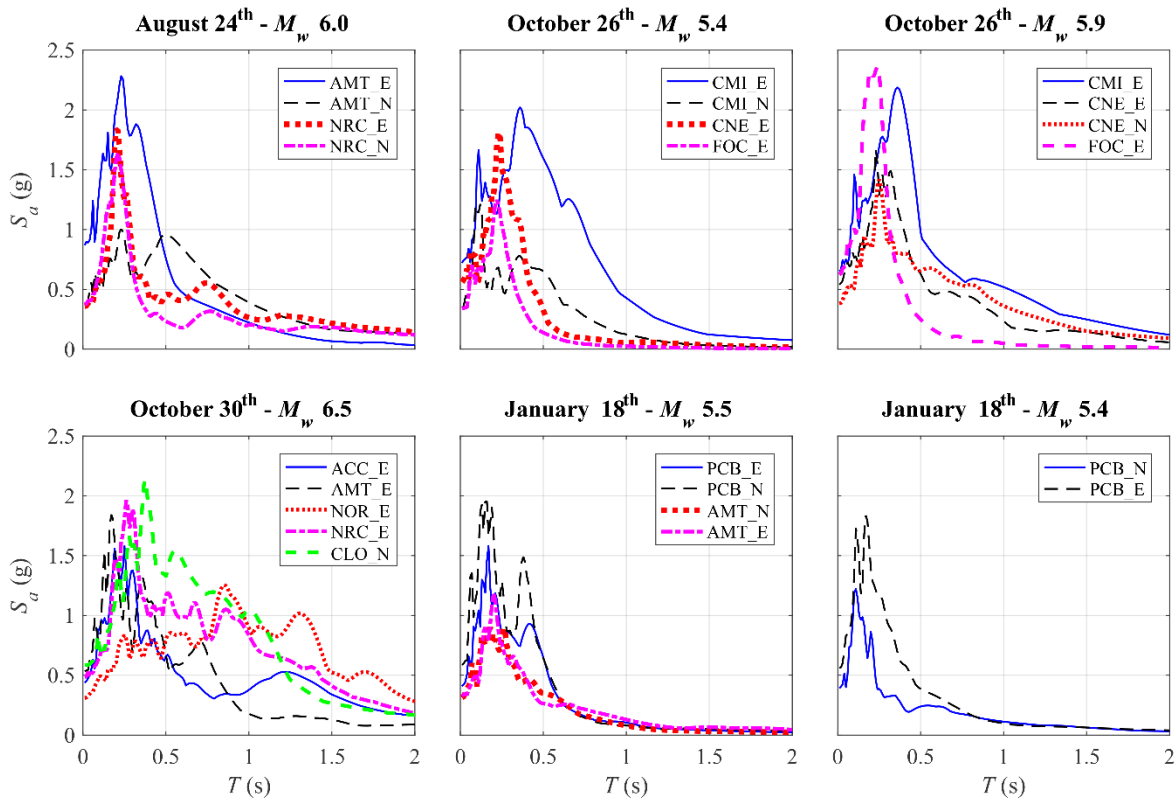 August 24th - Mw 6.0
October 26th - Mw 5.4
October 26th - Mw 5.9
Sa (g)
2.5
2
1.5
1
0.5
0
AMT_E
AMT_N
NRC_E
NRC_N
CMI_E
CMI_N
CNE_E
FOC_E
CMI_E
CNE_E
CNE_N
FOC_E
October 30th - Mw 6.5
January 18th - Mw 5.5
January 18th - Mw 5.4
Sa (g)
2.5
2
1.5
1
0.5
0
ACC_E
AMT_E
NOR_E
NRC_E
CLO_N
PCB_E
PCB_N
AMT_N
AMT_E
PCB_N
PCB_E
0 0.5 1 1.5 2
0 0.5 1 1.5 2
0 0.5 1 1.5 2
T (s)
T (s)
T (s)